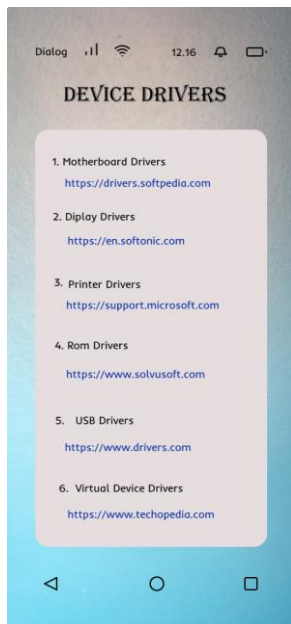 Dialog 12.16
DEVICE DRIVERS
1. Motherboard Drivers
https://drivers.softpedia.com
2. Diplay Drivers
https://en.softonic.com
3. Printer Drivers
https://support.microsoft.com
4. Rom Drivers
https://www.solvusoft.com
5. USB Drivers
https://www.drivers.com
6. Virtual Device Drivers
https://www.techopedia.com